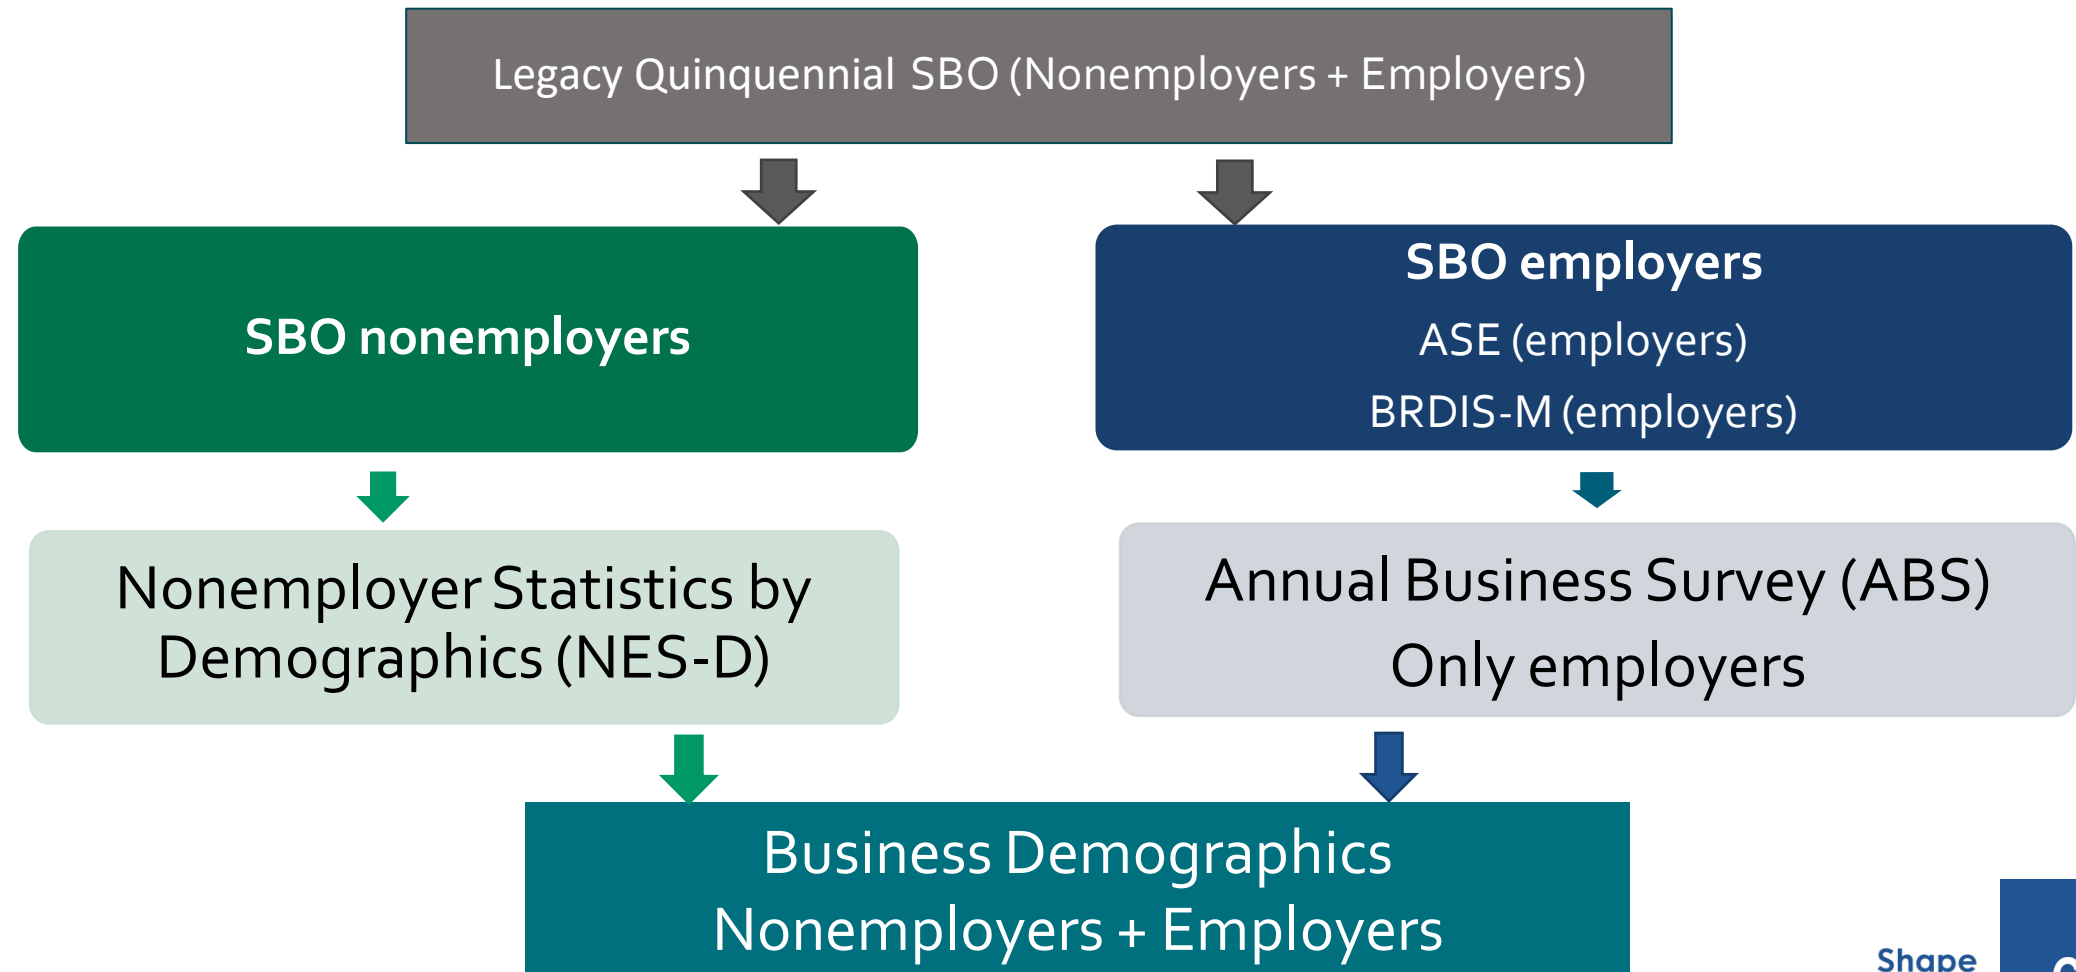 Legacy Quinquennial SBO (Nonemployers + Employers)
SBO nonemployers
SBO employers
ASE (employers)
BRDIS-M (employers)
Nonemployer Statistics by
Demographics (NES-D)
Annual Business Survey (ABS)
Only employers
Business Demographics
Nonemployers + Employers
Shape